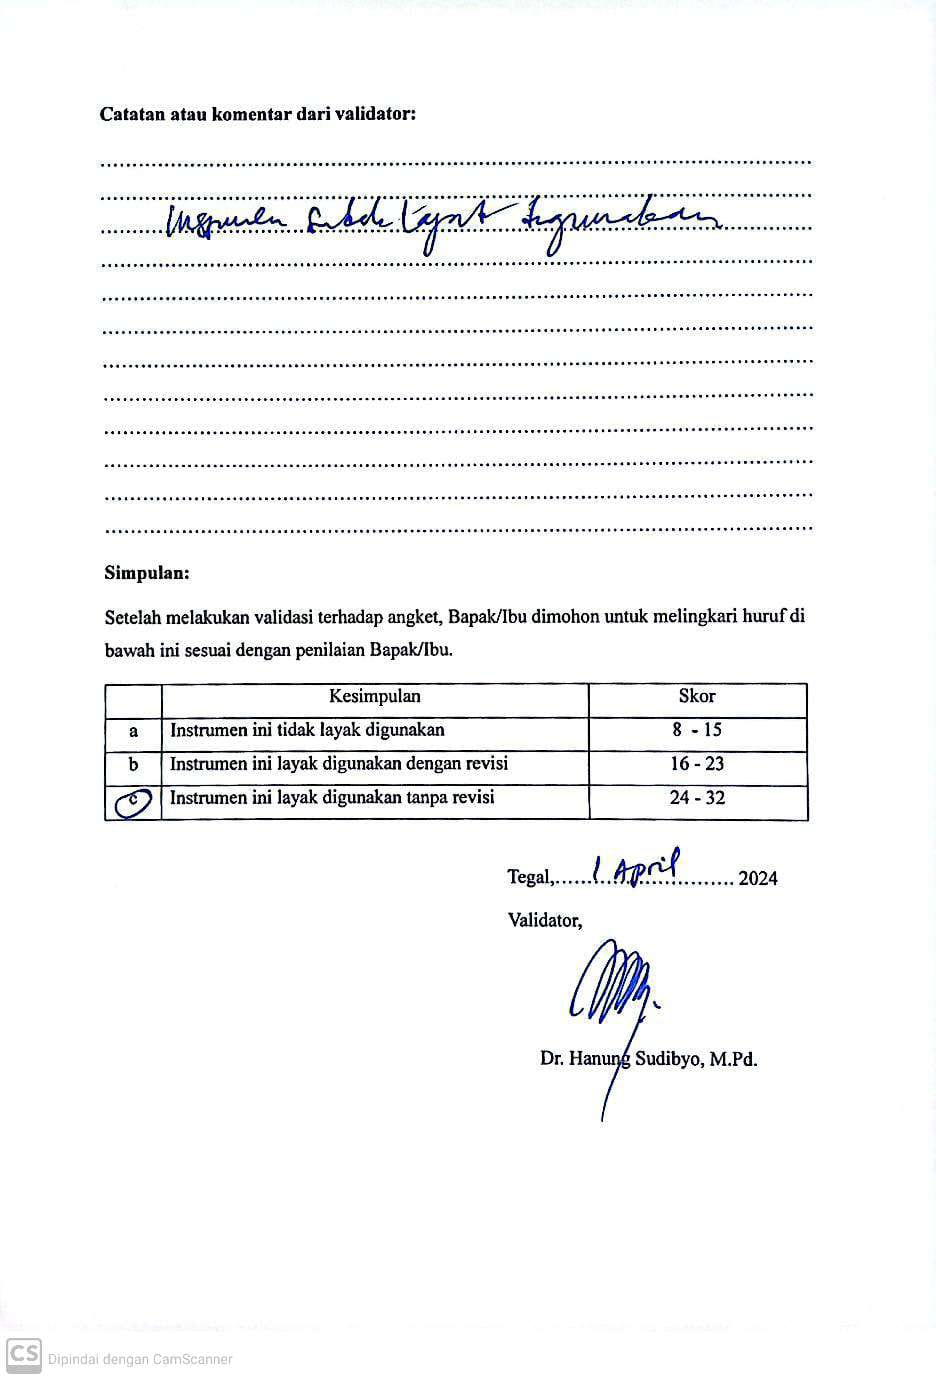 Catatan atau komentar dari validator:
Instrumen sudah layak digunakan
Simpulan:
Setelah melakukan validasi terhadap angket, Bapak/Ibu dimohon untuk melingkari huruf di
bawah ini sesuai dengan penilaian Bapak/Ibu.
Kesimpulan Skor
a Instrumen ini tidak layak digunakan 8 - 15
b Instrumen ini layak digunakan dengan revisi 16 - 23
c Instrumen ini layak digunakan tanpa revisi 24 - 32
Tegal,......1 April............ 2024
Validator,
Dr. Hanung Sudibyo, M.Pd.
CS Dipindai dengan CamScanner